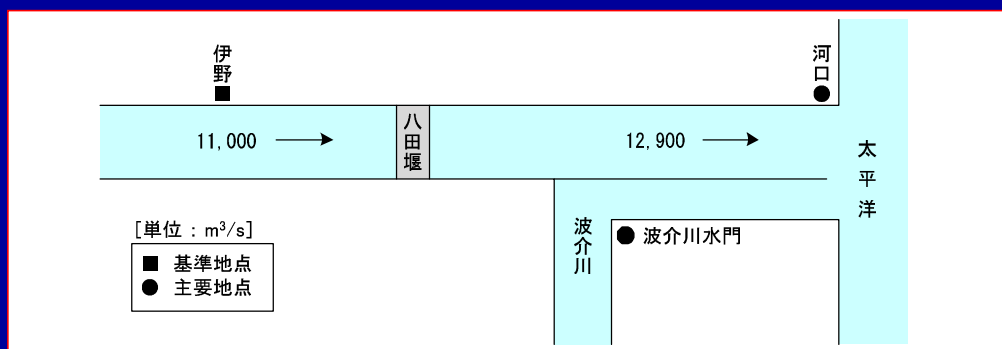 伊野
河口
11,000
八田堰
12,900
太平洋
[単位 : m³/s]
■ 基準地点
● 主要地点
波介川
波介川水門